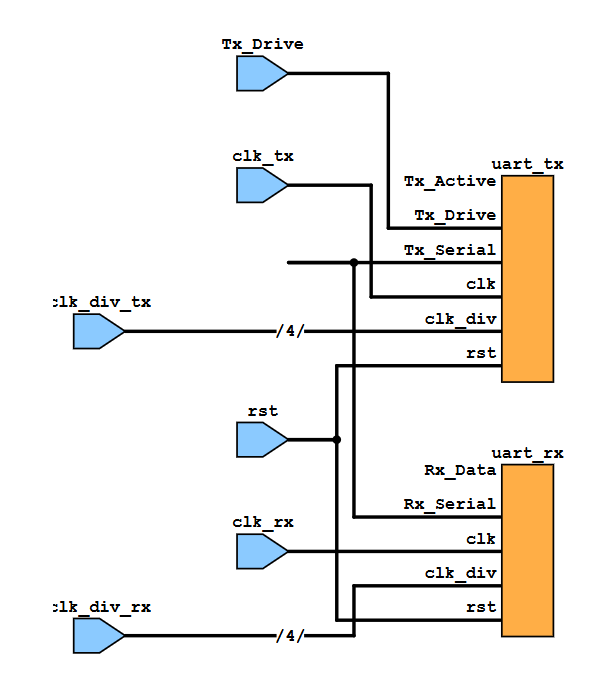 Tx_Drive
clk_tx
uart_tx
Tx_Active
Tx_Drive
Tx_Serial
clk
clk_div_tx
clk_div
/4/
rst
rst
uart_rx
Rx_Data
Rx_Serial
clk_rx
clk
clk_div
clk_div_rx
rst
/4/